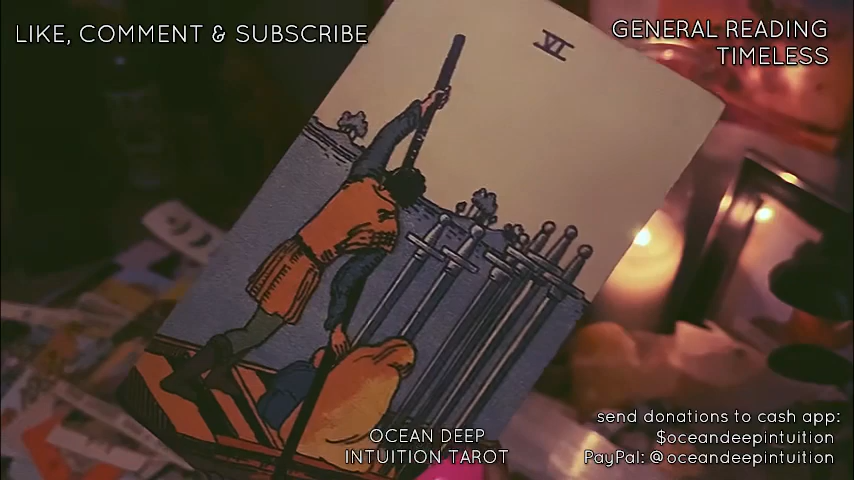 LIKE, COMMENT & SUBSCRIBE
GENERAL READING
TIMELESS
VI
OCEAN DEEP
INTUITION TAROT
send donations to cash app:
$oceandeepintuition
PayPal: @oceandeepintuition